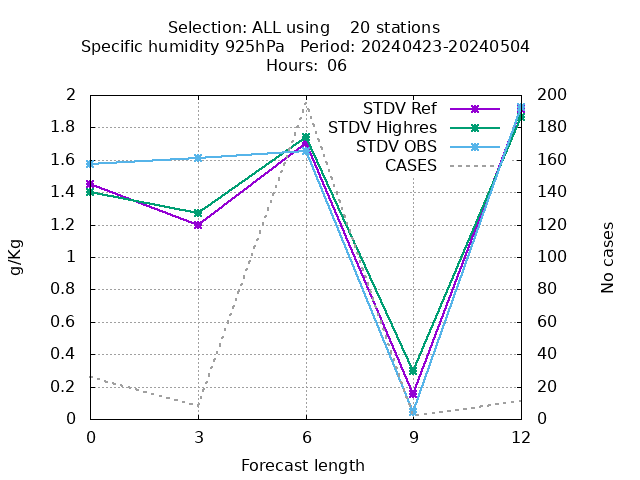 Selection: ALL using    20 stations
Specific humidity 925hPa   Period: 20240423-20240504
Hours:  06
STDV Ref
STDV Highres
STDV OBS
CASES
g/Kg
2
1.8
1.6
1.4
1.2
1
0.8
0.6
0.4
0.2
0
200
180
160
140
120
100
80
60
40
20
0
No cases
0 3 6 9 12
Forecast length